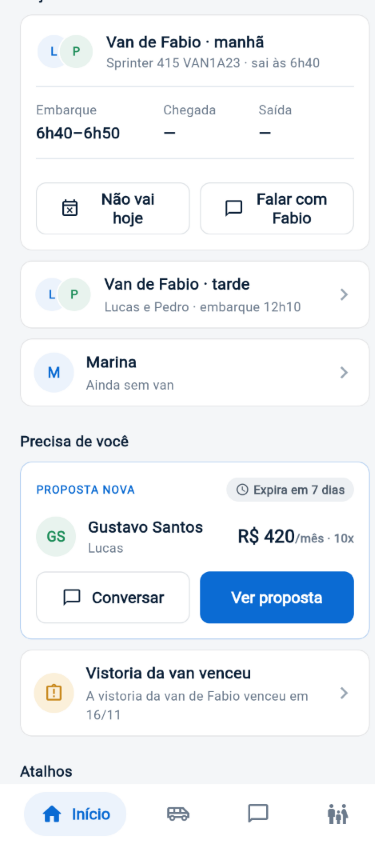 L P Van de Fabio · manhã
Sprinter 415 VAN1A23 · sai às 6h40
Embarque Chegada Saída
6h40–6h50 — —
Não vai
hoje
Falar com
Fabio
L P Van de Fabio · tarde
Lucas e Pedro · embarque 12h10
M Marina
Ainda sem van
Precisa de você
PROPOSTA NOVA Expira em 7 dias
GS Gustavo Santos R$ 420/mês · 10x
Lucas
Conversar Ver proposta
Vistoria da van venceu
A vistoria da van de Fabio venceu em
16/11
Atalhos
Início